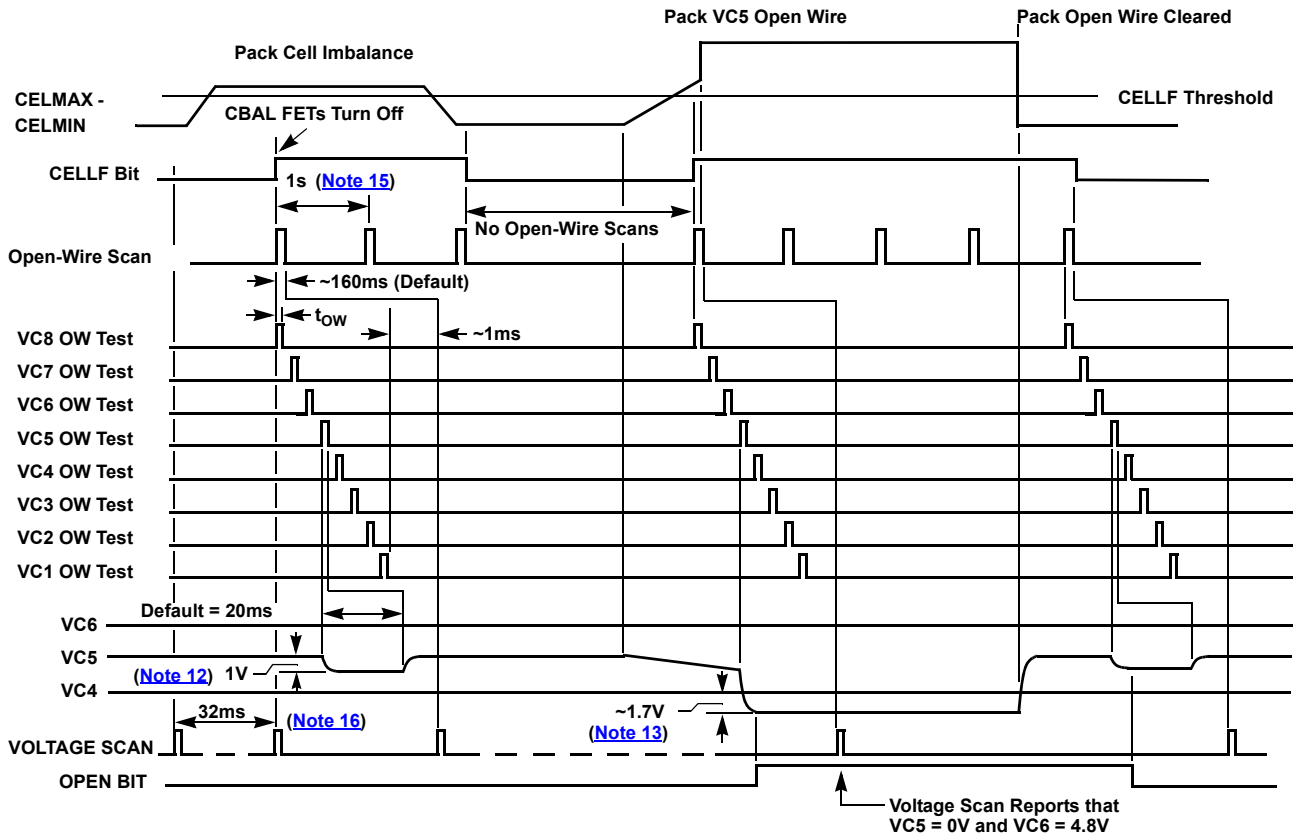 Pack VC5 Open Wire
Pack Open Wire Cleared
Pack Cell Imbalance
CELMAX -
CELMIN
CELLF Threshold
CBAL FETs Turn Off
CELLF Bit
1s (Note 15)
No Open-Wire Scans
Open-Wire Scan
~160ms (Default)
tOW
~1ms
VC8 OW Test
VC7 OW Test
VC6 OW Test
VC5 OW Test
VC4 OW Test
VC3 OW Test
VC2 OW Test
VC1 OW Test
Default = 20ms
VC6
VC5
(Note 12) 1V
VC4
~1.7V
(Note 13)
32ms
(Note 16)
VOLTAGE SCAN
OPEN BIT
Voltage Scan Reports that
VC5 = 0V and VC6 = 4.8V